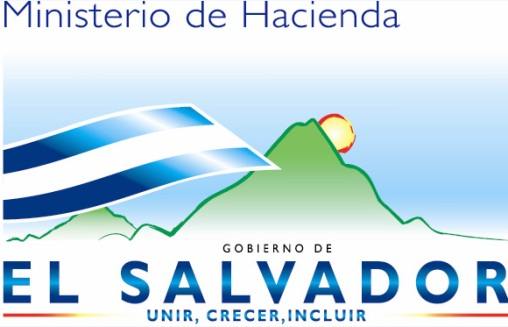 Ministerio de Hacienda
GOBIERNO DE
EL SALVADOR
UNIR, CRECER,INCLUIR